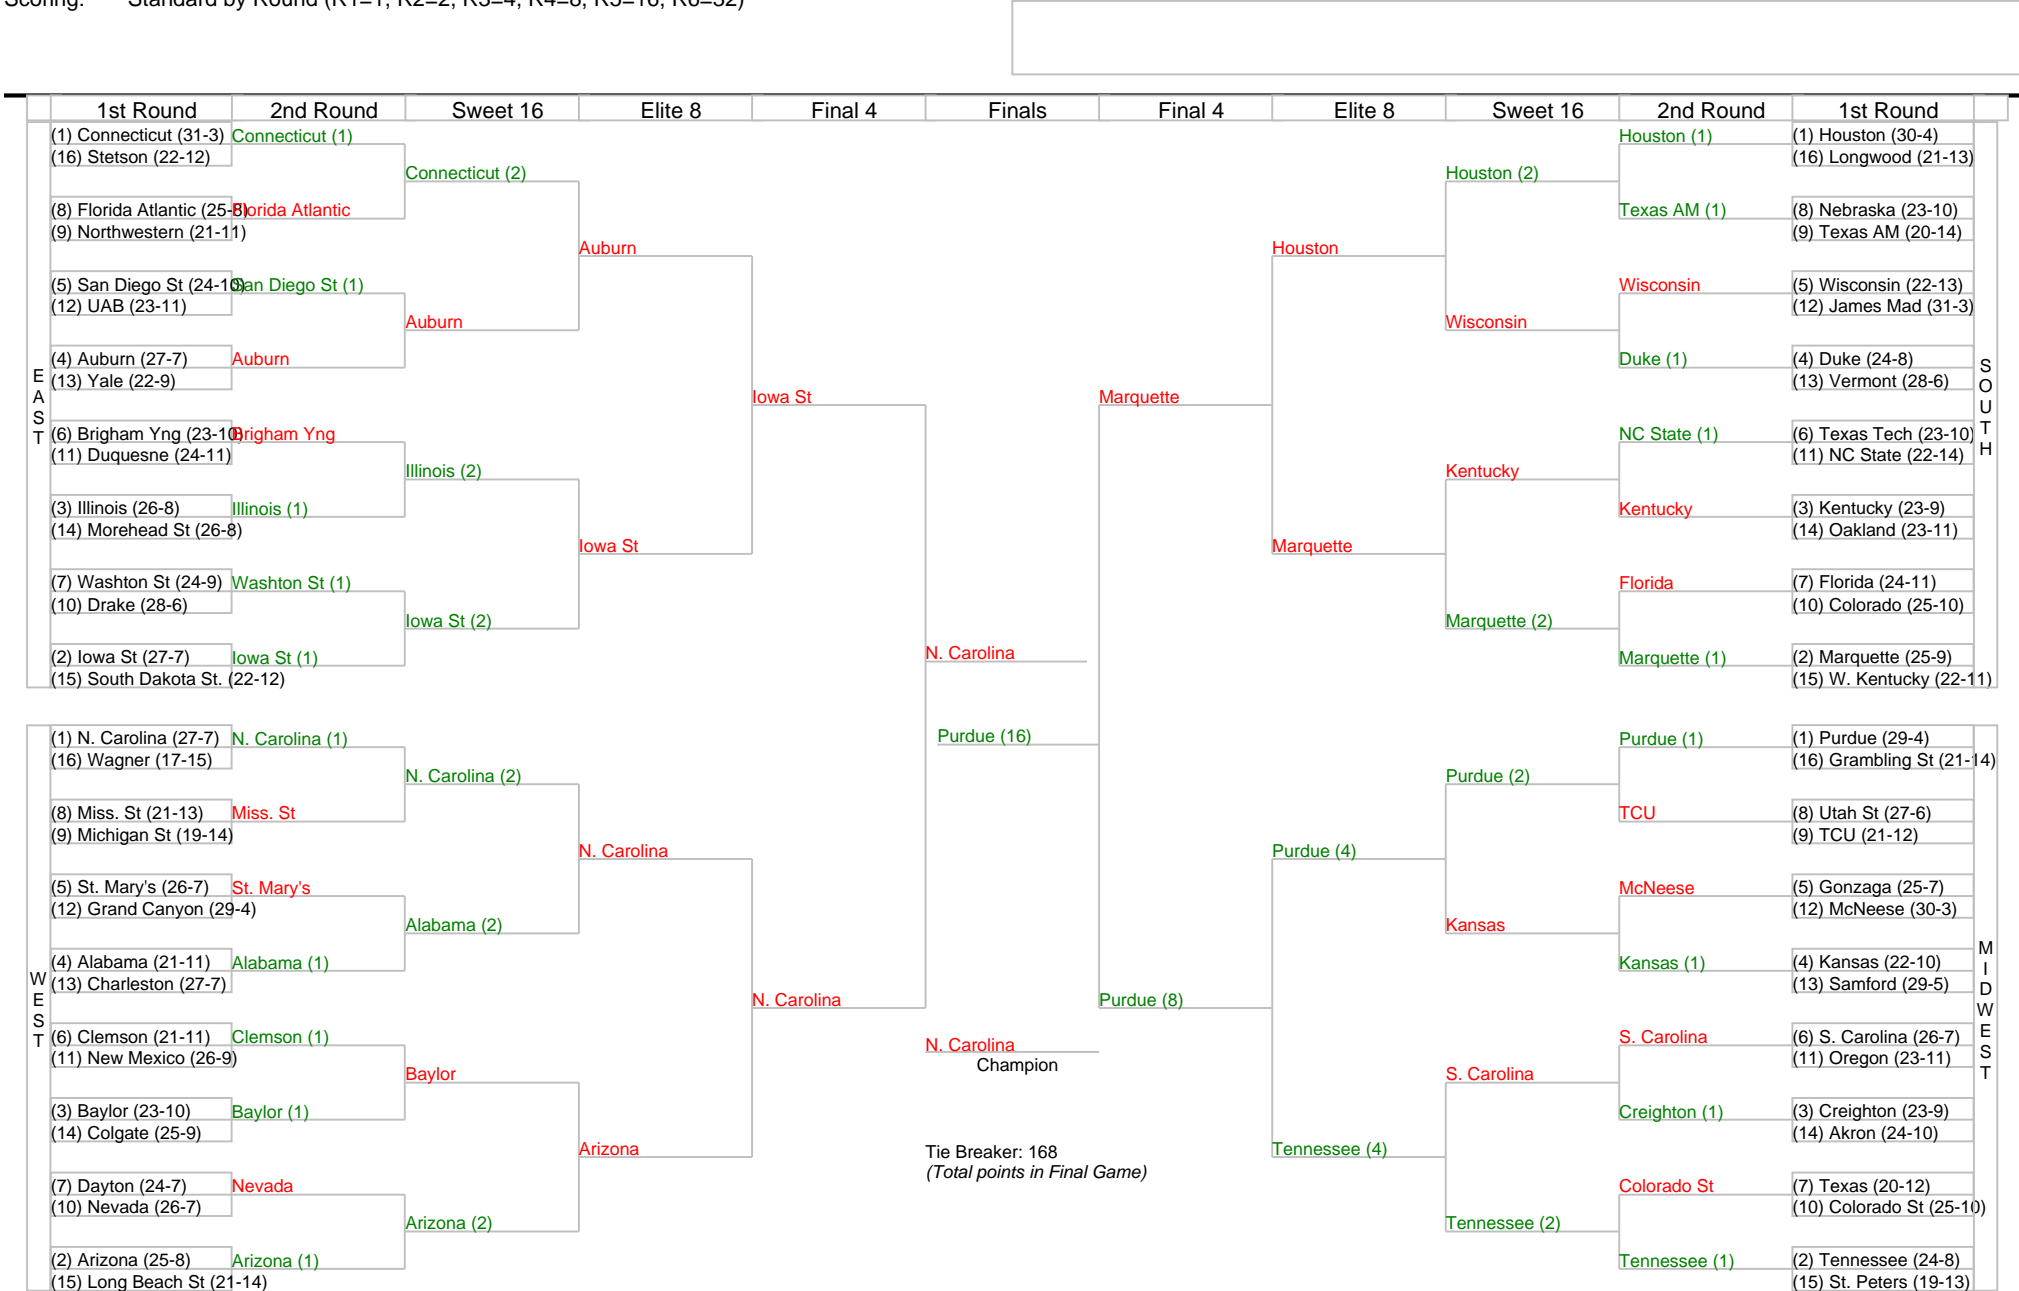 Scoring: Standard by Round (R1=1, R2=2, R3=4, R4=8, R5=16, R6=32)
1st Round 2nd Round Sweet 16 Elite 8 Final 4 Finals Final 4 Elite 8 Sweet 16 2nd Round 1st Round
EAST
(1) Connecticut (31-3)
(16) Stetson (22-12)
(8) Florida Atlantic (25-8)
(9) Northwestern (21-11)
(5) San Diego St (24-10)
(12) UAB (23-11)
(4) Auburn (27-7)
(13) Yale (22-9)
(6) Brigham Yng (23-10)
(11) Duquesne (24-11)
(3) Illinois (26-8)
(14) Morehead St (26-8)
(7) Washton St (24-9)
(10) Drake (28-6)
(2) Iowa St (27-7)
(15) South Dakota St. (22-12)
Connecticut (1)
Florida Atlantic
San Diego St (1)
Auburn
Brigham Yng
Illinois (1)
Washton St (1)
Iowa St (1)
Connecticut (2)
Auburn
Illinois (2)
Iowa St (2)
Auburn
Iowa St
Iowa St
WEST
(1) N. Carolina (27-7)
(16) Wagner (17-15)
(8) Miss. St (21-13)
(9) Michigan St (19-14)
(5) St. Mary's (26-7)
(12) Grand Canyon (29-4)
(4) Alabama (21-11)
(13) Charleston (27-7)
(6) Clemson (21-11)
(11) New Mexico (26-9)
(3) Baylor (23-10)
(14) Colgate (25-9)
(7) Dayton (24-7)
(10) Nevada (26-7)
(2) Arizona (25-8)
(15) Long Beach St (21-14)
N. Carolina (1)
Miss. St
St. Mary's
Alabama (1)
Clemson (1)
Baylor (1)
Nevada
Arizona (1)
N. Carolina (2)
Alabama (2)
Baylor
Arizona (2)
N. Carolina
Arizona
N. Carolina
N. Carolina
Purdue (16)
N. Carolina
Champion
Tie Breaker: 168
(Total points in Final Game)
Marquette
Houston
Marquette
Houston (2)
Wisconsin
Kentucky
Marquette (2)
Houston (1)
Texas AM (1)
Wisconsin
Duke (1)
NC State (1)
Kentucky
Florida
Marquette (1)
(1) Houston (30-4)
(16) Longwood (21-13)
(8) Nebraska (23-10)
(9) Texas AM (20-14)
(5) Wisconsin (22-13)
(12) James Mad (31-3)
(4) Duke (24-8)
(13) Vermont (28-6)
(6) Texas Tech (23-10)
(11) NC State (22-14)
(3) Kentucky (23-9)
(14) Oakland (23-11)
(7) Florida (24-11)
(10) Colorado (25-10)
(2) Marquette (25-9)
(15) W. Kentucky (22-11)
SOUTH
Purdue (8)
Purdue (4)
Tennessee (4)
Purdue (2)
Kansas
S. Carolina
Tennessee (2)
Purdue (1)
TCU
McNeese
Kansas (1)
S. Carolina
Creighton (1)
Colorado St
Tennessee (1)
(1) Purdue (29-4)
(16) Grambling St (21-14)
(8) Utah St (27-6)
(9) TCU (21-12)
(5) Gonzaga (25-7)
(12) McNeese (30-3)
(4) Kansas (22-10)
(13) Samford (29-5)
(6) S. Carolina (26-7)
(11) Oregon (23-11)
(3) Creighton (23-9)
(14) Akron (24-10)
(7) Texas (20-12)
(10) Colorado St (25-10)
(2) Tennessee (24-8)
(15) St. Peters (19-13)
MIDWEST